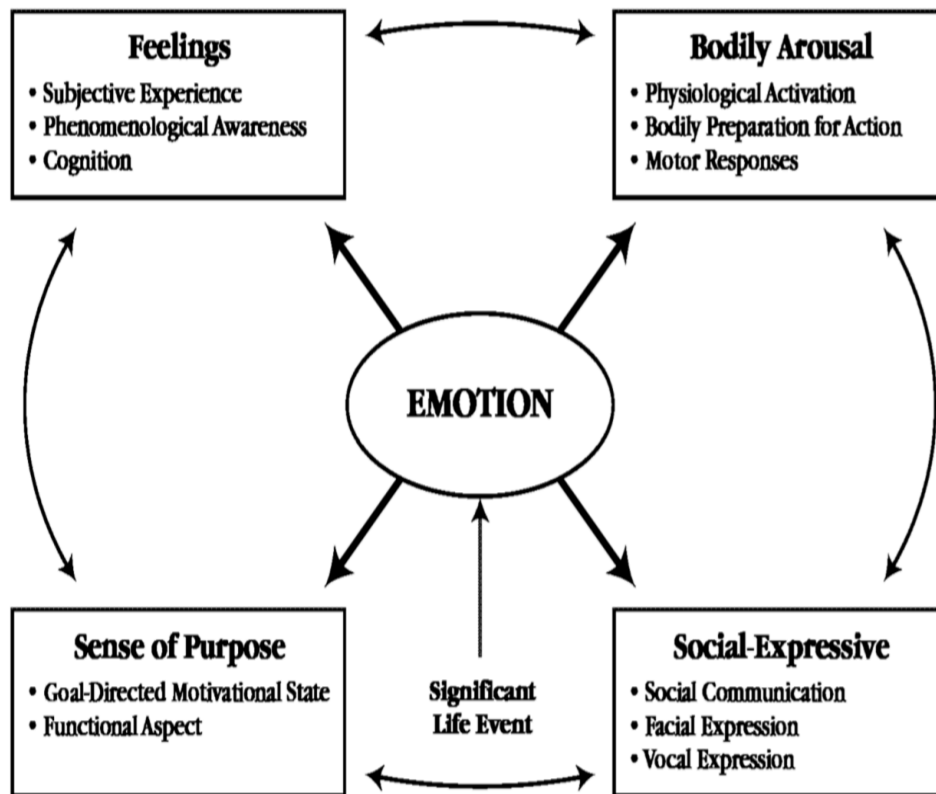 Feelings
• Subjective Experience
• Phenomenological Awareness
• Cognition
Bodily Arousal
• Physiological Activation
• Bodily Preparation for Action
• Motor Responses
EMOTION
Sense of Purpose
• Goal-Directed Motivational State
• Functional Aspect
Significant
Life Event
Social-Expressive
• Social Communication
• Facial Expression
• Vocal Expression